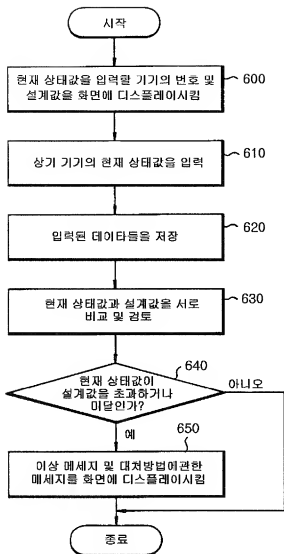 시작
현재 상태값을 입력할 기기의 번호 및
설계값을 화면에 디스플레이시킴
600
상기 기기의 현재 상태값을 입력
610
입력된 데이타들을 저장
620
현재 상태값과 설계값을 서로
비교 및 검토
630
현재 상태값이
설계값을 초과하거나
미달인가?
640
아니오
예
650
이상 메세지 및 대처방법에관한
메세지를 화면에 디스플레이시킴
종료